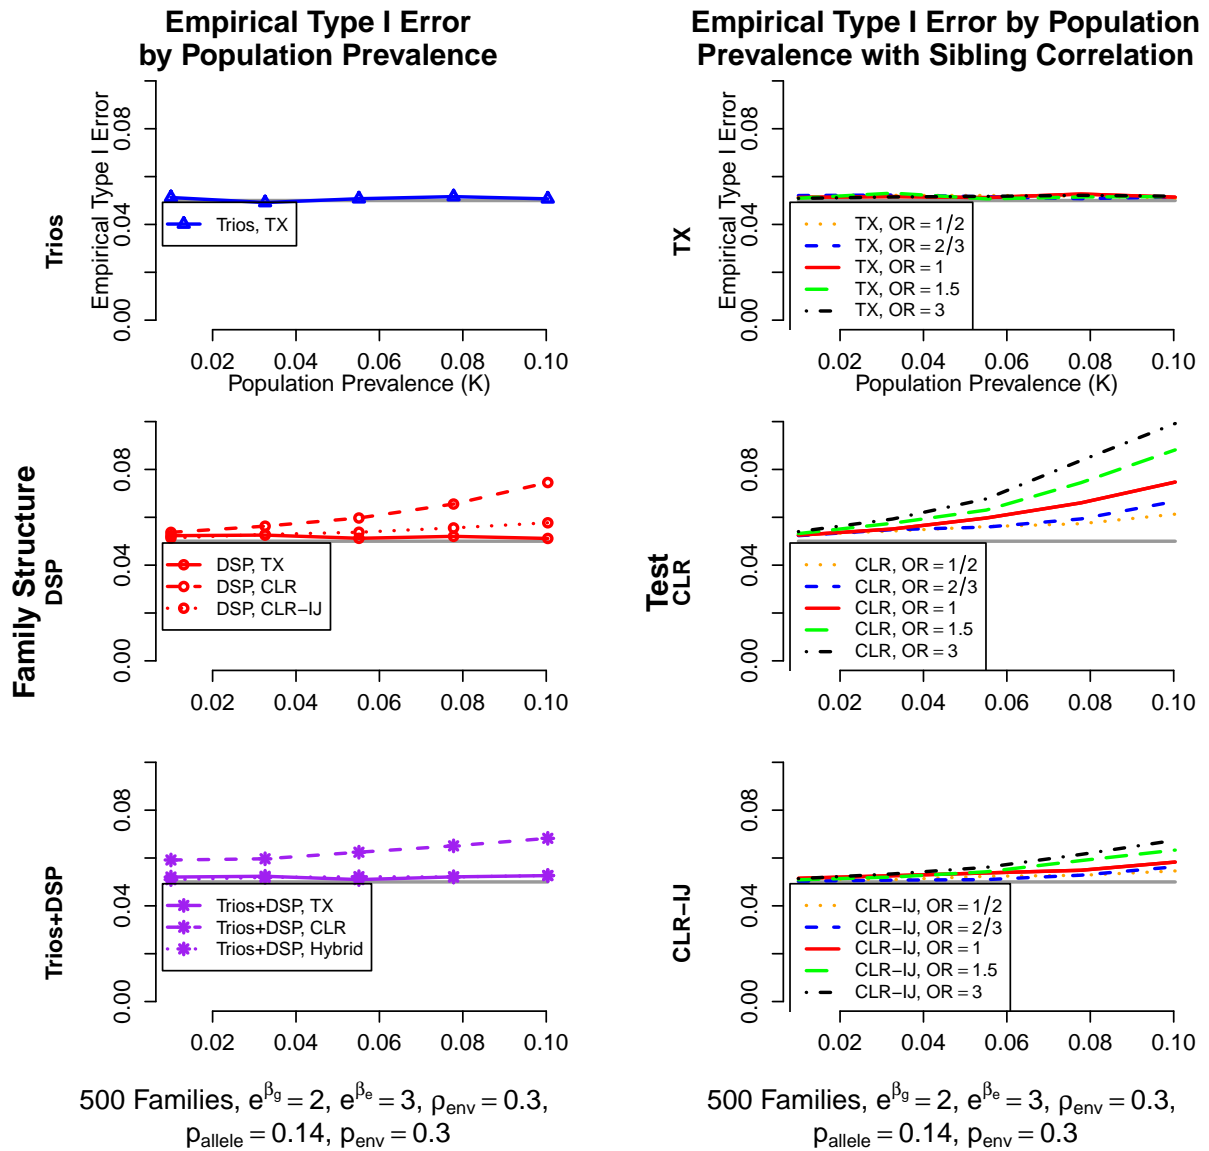 Empirical Type I Error
by Population Prevalence
Empirical Type I Error by Population
Prevalence with Sibling Correlation
Family Structure
Trios
Empirical Type I Error
0.00 0.04 0.08
Trios, TX
0.02 0.04 0.06 0.08 0.10
Population Prevalence (K)
DSP
0.00 0.04 0.08
DSP, TX
DSP, CLR
DSP, CLR−IJ
0.02 0.04 0.06 0.08 0.10
Trios+DSP
0.00 0.04 0.08
Trios+DSP, TX
Trios+DSP, CLR
Trios+DSP, Hybrid
0.02 0.04 0.06 0.08 0.10
500 Families, e^βg = 2, e^βe = 3, ρenv = 0.3,
pallele = 0.14, penv = 0.3
Test
TX
Empirical Type I Error
0.00 0.04 0.08
TX, OR = 1/2
TX, OR = 2/3
TX, OR = 1
TX, OR = 1.5
TX, OR = 3
0.02 0.04 0.06 0.08 0.10
Population Prevalence (K)
CLR
0.00 0.04 0.08
CLR, OR = 1/2
CLR, OR = 2/3
CLR, OR = 1
CLR, OR = 1.5
CLR, OR = 3
0.02 0.04 0.06 0.08 0.10
CLR−IJ
0.00 0.04 0.08
CLR−IJ, OR = 1/2
CLR−IJ, OR = 2/3
CLR−IJ, OR = 1
CLR−IJ, OR = 1.5
CLR−IJ, OR = 3
0.02 0.04 0.06 0.08 0.10
500 Families, e^βg = 2, e^βe = 3, ρenv = 0.3,
pallele = 0.14, penv = 0.3